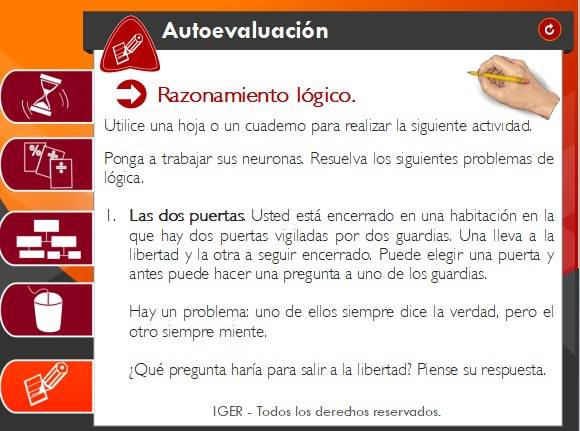 Autoevaluación
Razonamiento lógico.
Utilice una hoja o un cuaderno para realizar la siguiente actividad.
Ponga a trabajar sus neuronas. Resuelva los siguientes problemas de
lógica.
1. Las dos puertas. Usted está encerrado en una habitación en la
que hay dos puertas vigiladas por dos guardias. Una lleva a la
libertad y la otra a seguir encerrado. Puede elegir una puerta y
antes puede hacer una pregunta a uno de los guardias.
Hay un problema: uno de ellos siempre dice la verdad, pero el
otro siempre miente.
¿Qué pregunta haría para salir a la libertad? Piense su respuesta.
IGER - Todos los derechos reservados.